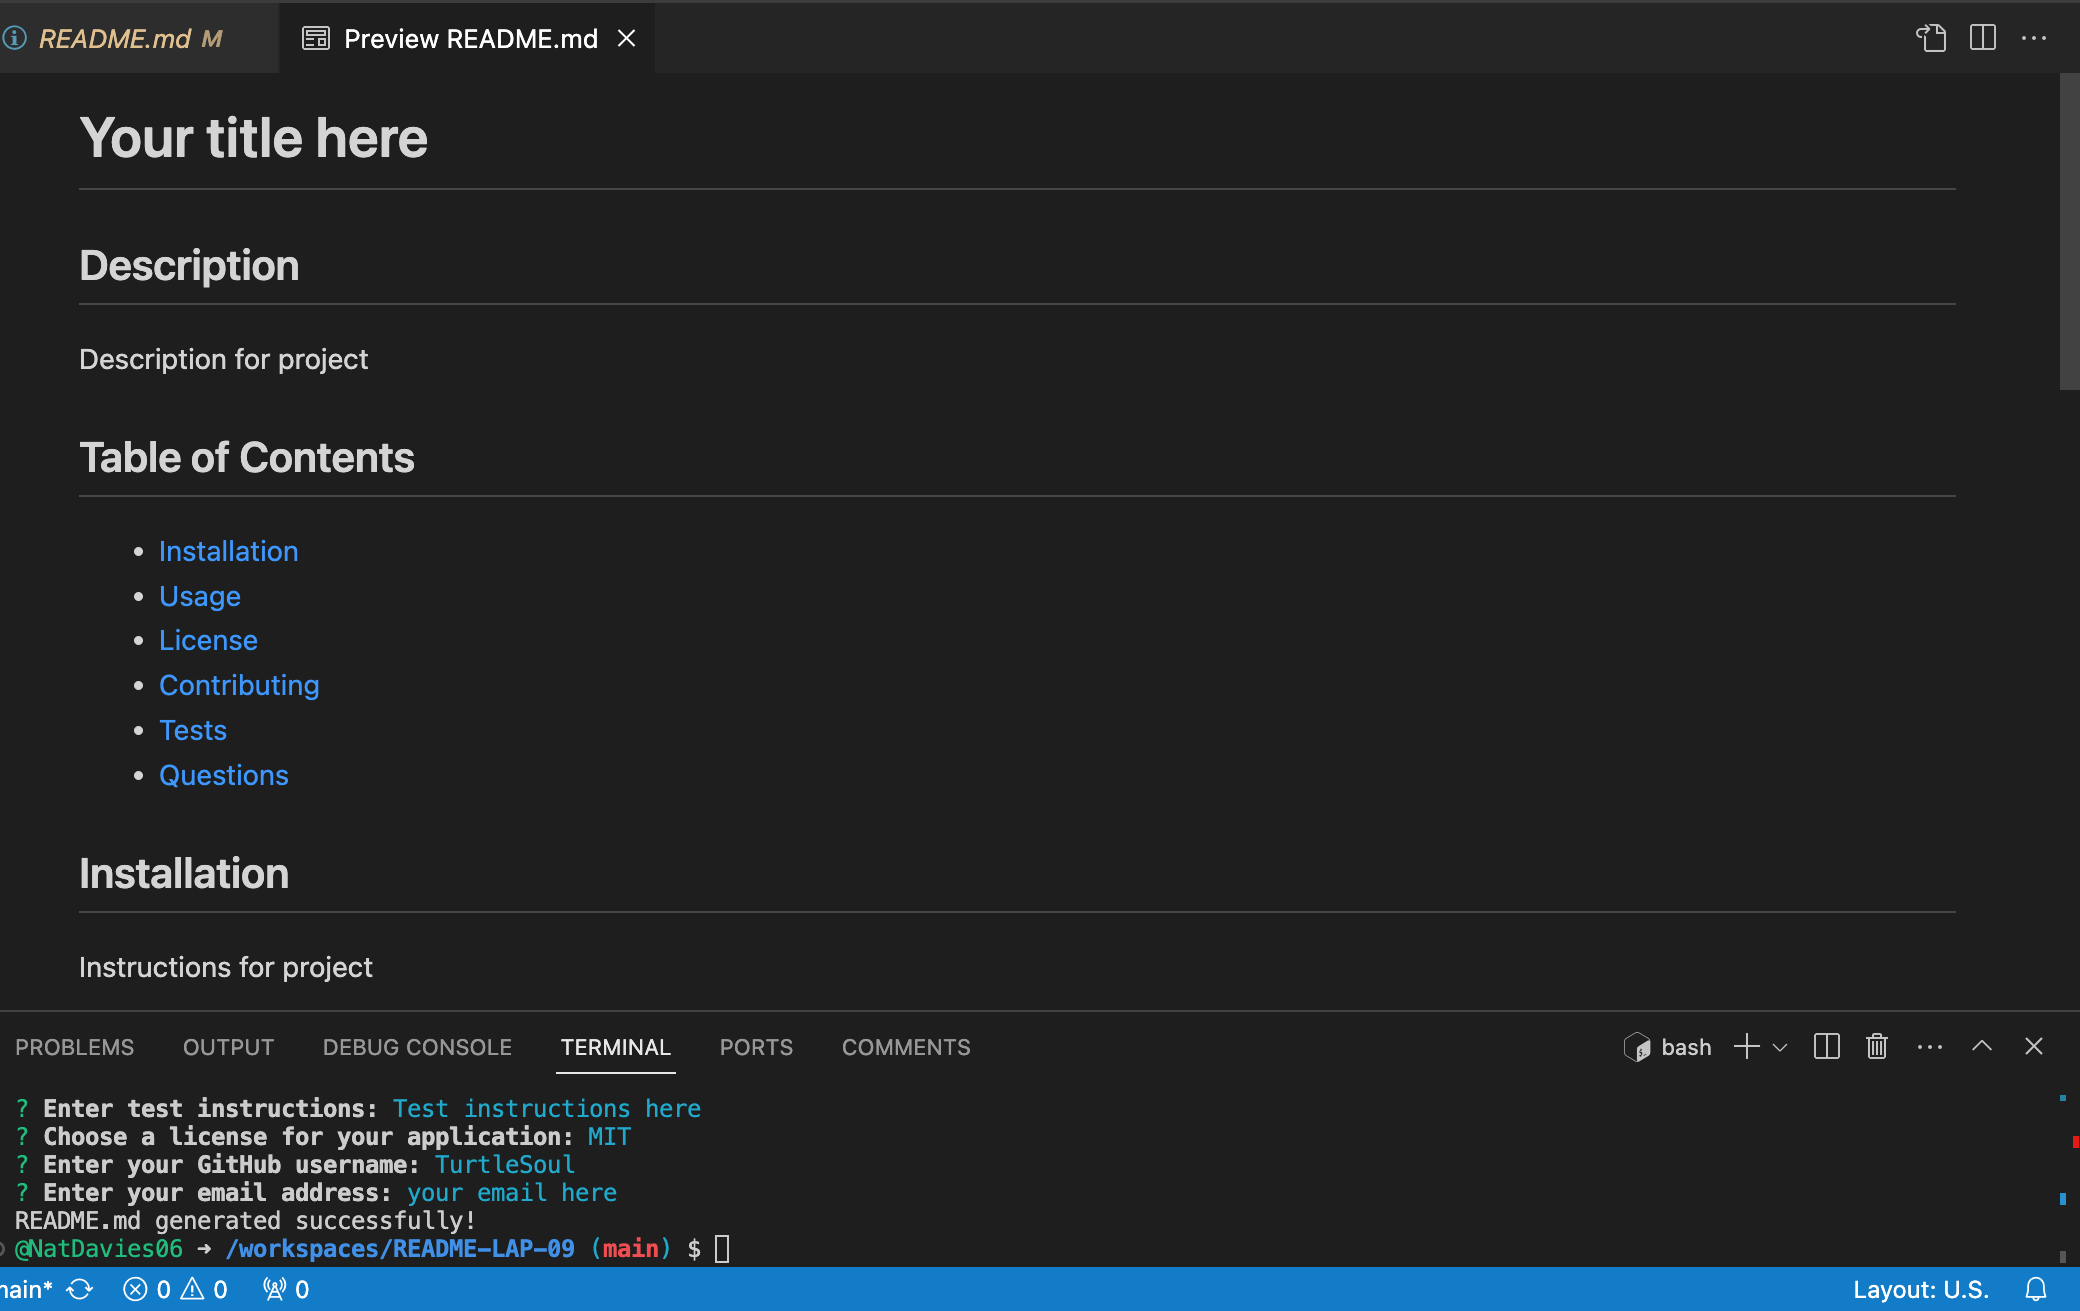 README.md M
Preview README.md
Your title here
Description
Description for project
Table of Contents
• Installation
• Usage
• License
• Contributing
• Tests
• Questions
Installation
Instructions for project
PROBLEMS OUTPUT DEBUG CONSOLE TERMINAL PORTS COMMENTS
bash
? Enter test instructions: Test instructions here
? Choose a license for your application: MIT
? Enter your GitHub username: TurtleSoul
? Enter your email address: your email here
README.md generated successfully!
@NatDavies06 → /workspaces/README-LAP-09 (main) $
main* 0 0 0
Layout: U.S.